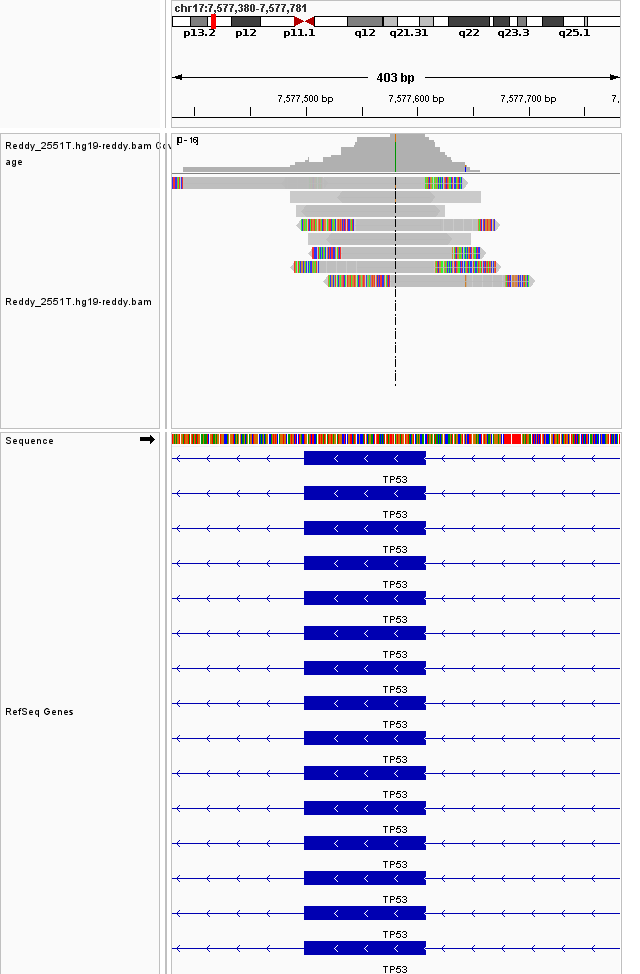 chr17:7,577,380-7,577,781
p13.2 p12 p11.1 q12 q21.31 q22 q23.3 q25.1
403 bp
7,577,500 bp 7,577,600 bp 7,577,700 bp 7,
Reddy_2551T.hg19-reddy.bam Cov
age
[0 - 16]
Reddy_2551T.hg19-reddy.bam
Sequence
TP53
TP53
TP53
TP53
TP53
TP53
TP53
RefSeq Genes
TP53
TP53
TP53
TP53
TP53
TP53
TP53
TP53